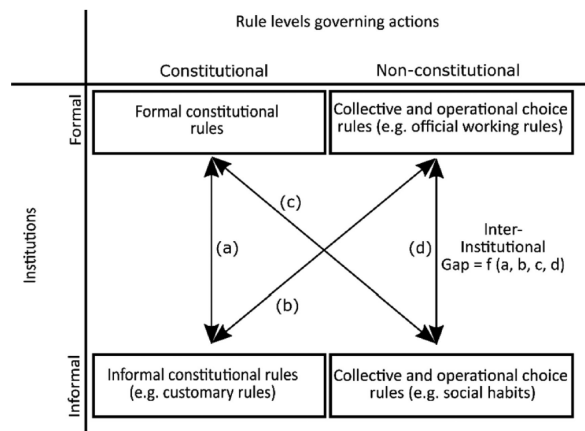 Rule levels governing actions
Constitutional
Non-constitutional
Institutions
Formal
Formal constitutional
rules
Collective and operational choice
rules (e.g. official working rules)
(c)
(a)
(d)
Inter-
Institutional
Gap = f (a, b, c, d)
(b)
Informal
Informal constitutional rules
(e.g. customary rules)
Collective and operational choice
rules (e.g. social habits)